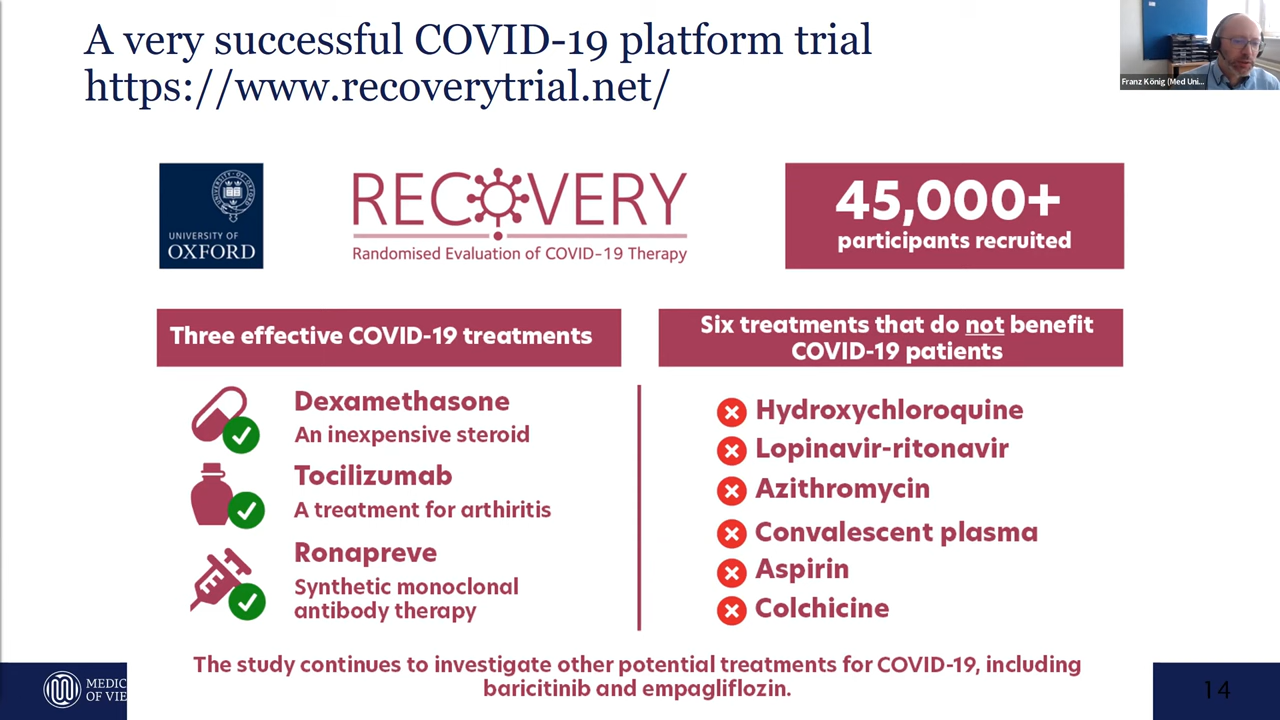 A very successful COVID-19 platform trial
https://www.recoverytrial.net/
Franz König (Med Uni...
UNIVERSITY OF
OXFORD
RECOVERY
Randomised Evaluation of COVID-19 Therapy
45,000+
participants recruited
Three effective COVID-19 treatments
Dexamethasone
An inexpensive steroid
Tocilizumab
A treatment for arthiritis
Ronapreve
Synthetic monoclonal
antibody therapy
Six treatments that do not benefit
COVID-19 patients
Hydroxychloroquine
Lopinavir-ritonavir
Azithromycin
Convalescent plasma
Aspirin
Colchicine
The study continues to investigate other potential treatments for COVID-19, including
baricitinib and empagliflozin.
MEDIC
OF VIE
14